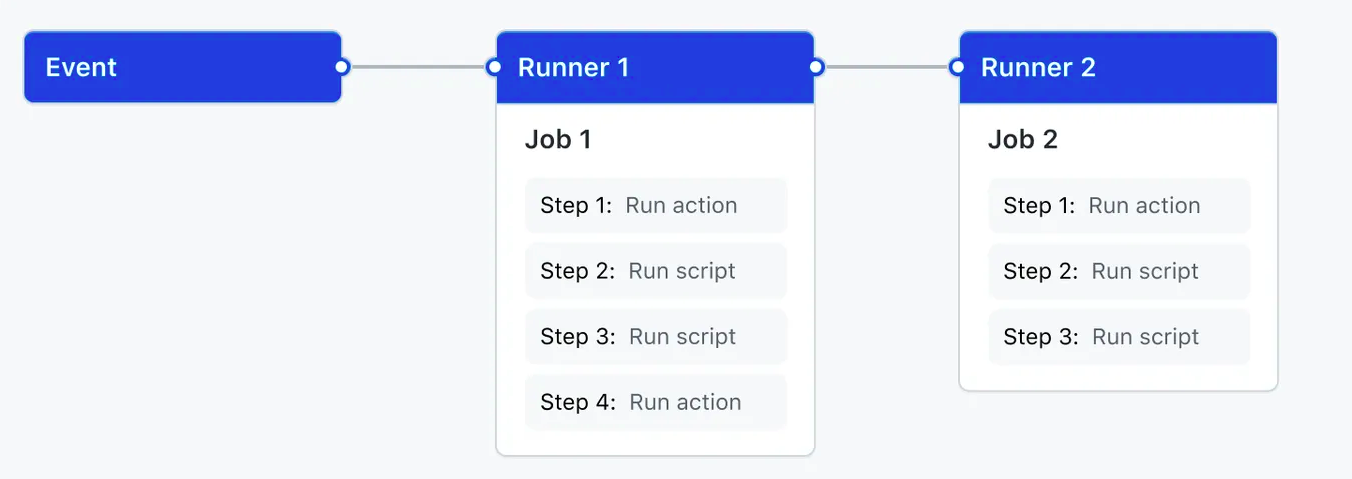 Event
Runner 1
Job 1
Step 1: Run action
Step 2: Run script
Step 3: Run script
Step 4: Run action
Runner 2
Job 2
Step 1: Run action
Step 2: Run script
Step 3: Run script